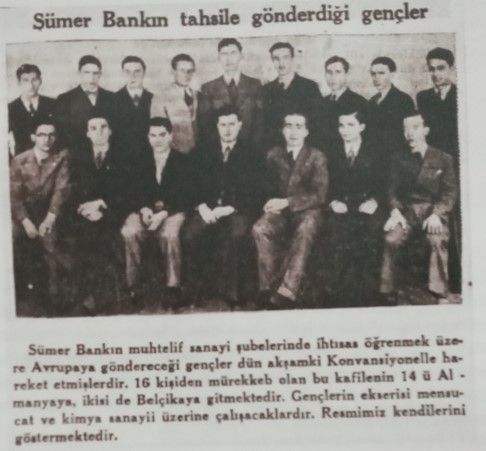 Sümer Bankın tahsile gönderdiği gençler
Sümer Bankın muhtelif sanayi şubelerinde ihtısas öğrenmek üze-
re Avrupaya göndereceği gençler dün akşamki Konvansiyonelle ha-
reket etmişlerdir. 16 kişiden mürekkeb olan bu kafilenin 14 ü Al -
manyaya, ikisi de Belçikaya gitmektedir. Gençlerin ekserisi mensu-
cat ve kimya sanayii üzerine çalışacaklardır. Resmimiz kendilerini
göstermektedir.